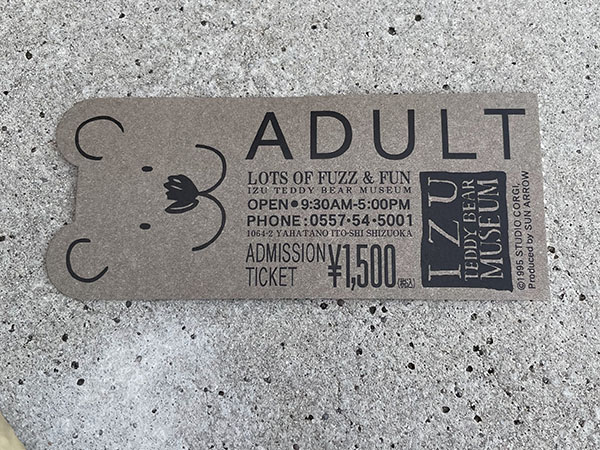 ADULT
LOTS OF FUZZ & FUN
IZU TEDDY BEAR MUSEUM
OPEN●9:30AM-5:00PM
PHONE:0557·54·5001
1064-2 YAHATANO ITO-SHI SHIZUOKA
ADMISSION
TICKET
¥1,500
(税込)
IZU
TEDDY BEAR
MUSEUM
©1995 STUDIO CORGI,
Produced by SUN ARROW